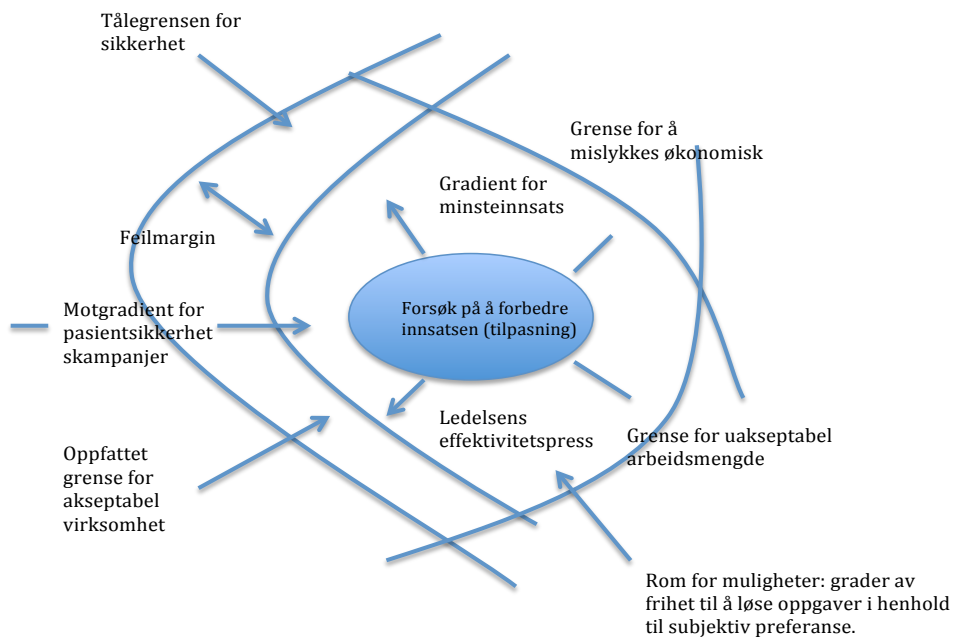 Tålegrensen for
sikkerhet
Grense for å
mislykkes økonomisk
Gradient for
minsteinnsats
Feilmargin
Motgradient for
pasientsikkerhet
skampanjer
Forsøk på å forbedre
innsatsen (tilpasning)
Ledelsens
effektivitetspress
Grense for uakseptabel
arbeidsmengde
Oppfattet
grense for
akseptabel
virksomhet
Rom for muligheter: grader av
frihet til å løse oppgaver i henhold
til subjektiv preferanse.